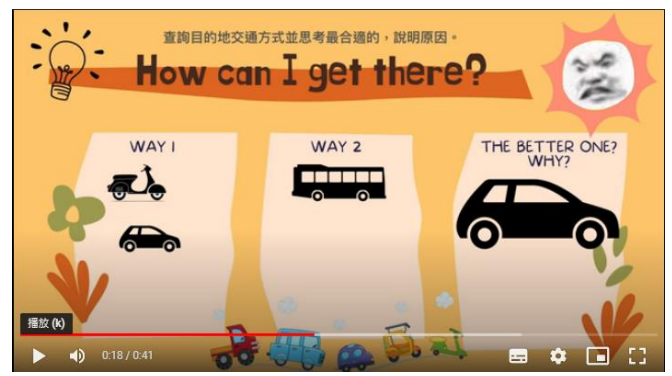 查詢目的地交通方式並思考最合適的，說明原因。
How can I get there?
WAY 1
WAY 2
THE BETTER ONE?
WHY?
播放 (k)
0:18 / 0:41